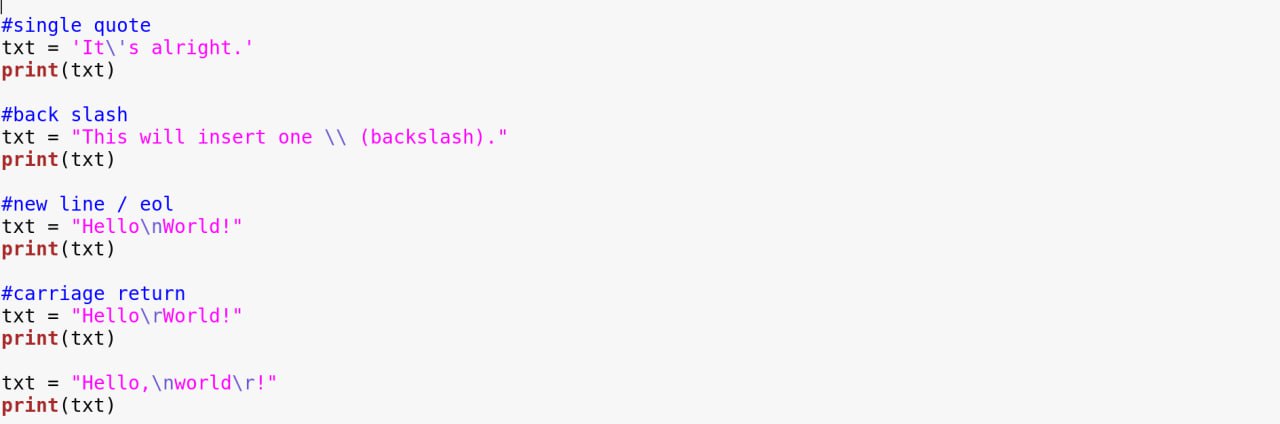 #single quote
txt = 'It\'s alright.'
print(txt)
#back slash
txt = "This will insert one \\ (backslash)."
print(txt)
#new line / eol
txt = "Hello\nWorld!"
print(txt)
#carriage return
txt = "Hello\rWorld!"
print(txt)
txt = "Hello,\nworld\r!"
print(txt)